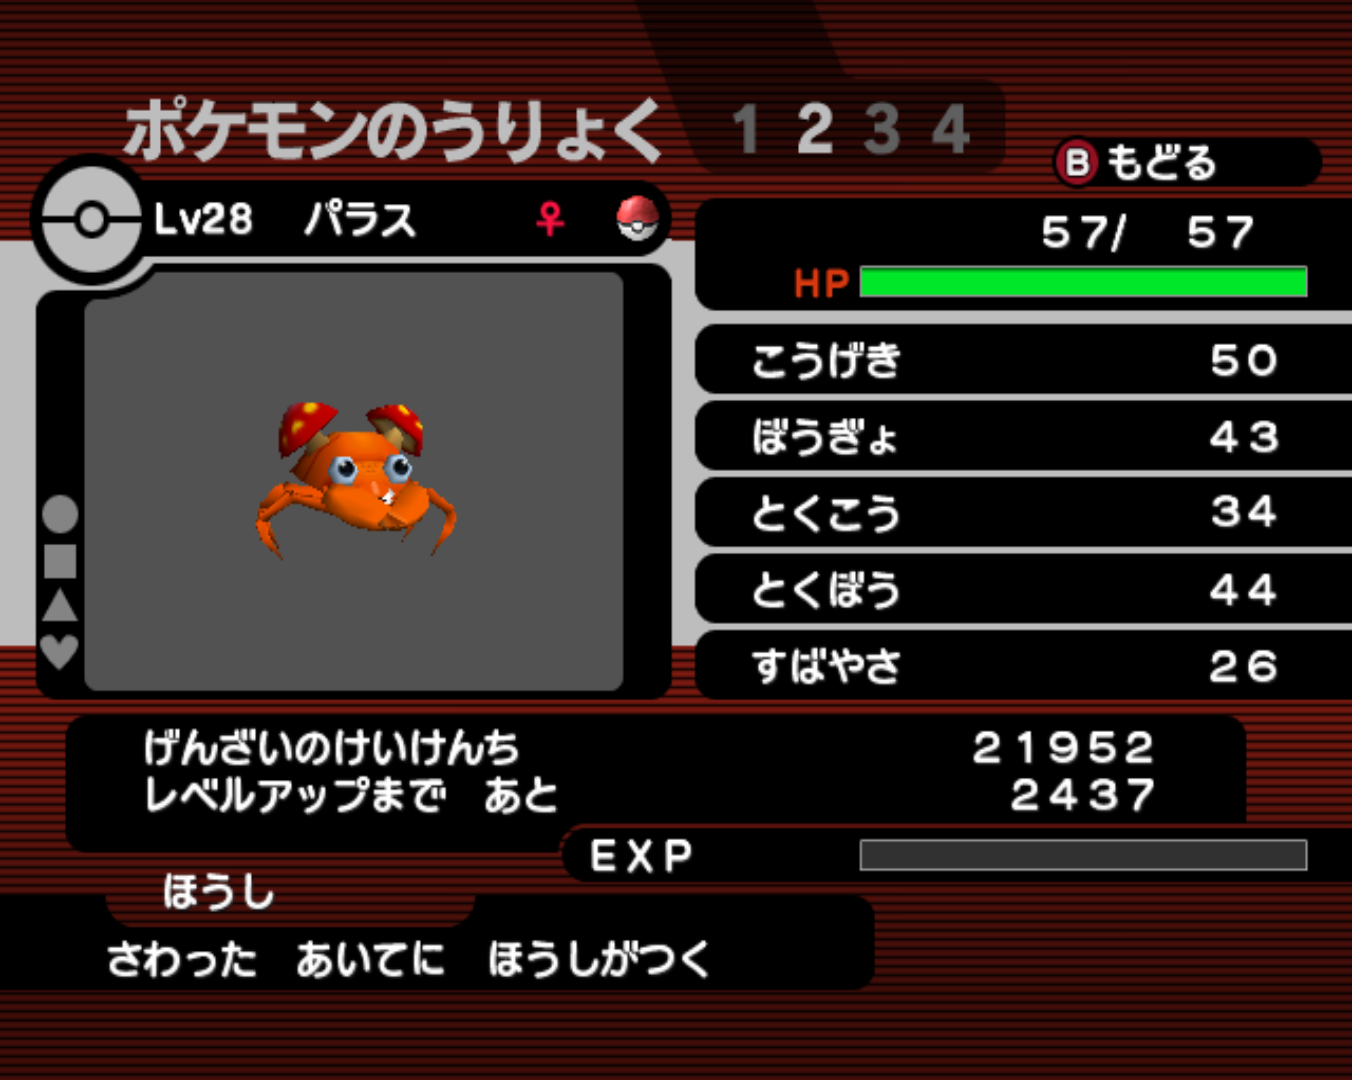 ポケモンのうりょく 1 2 3 4
B もどる
Lv28 パラス ♀
57/ 57
HP
こうげき 50
ぼうぎょ 43
とくこう 34
とくぼう 44
すばやさ 26
げんざいのけいけんち 21952
レベルアップまで あと 2437
EXP
ほうし
さわった あいてに ほうしがつく